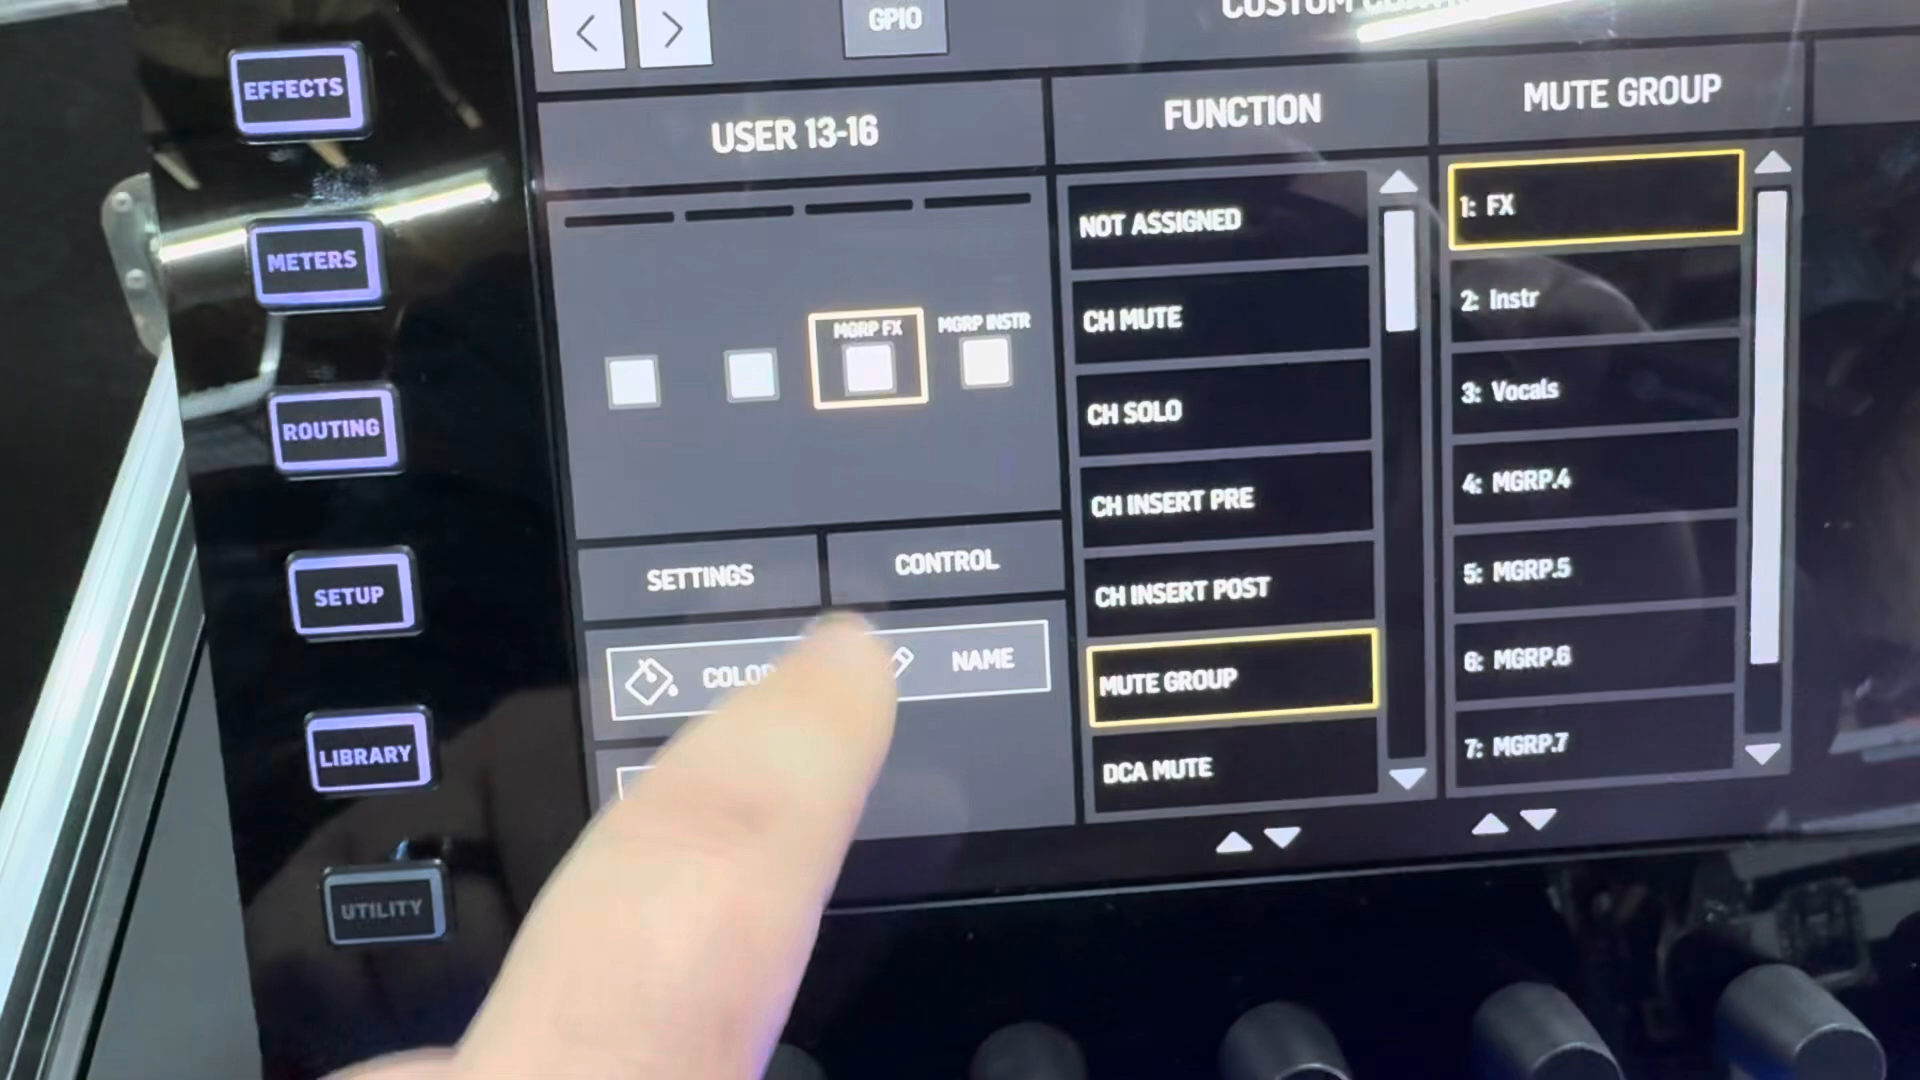 GPIO
CUSTOM
EFFECTS
METERS
ROUTING
SETUP
LIBRARY
UTILITY
USER 13-16
MGRP FX
MGRP INSTR
SETTINGS
CONTROL
COLOR
NAME
FUNCTION
NOT ASSIGNED
CH MUTE
CH SOLO
CH INSERT PRE
CH INSERT POST
MUTE GROUP
DCA MUTE
MUTE GROUP
1: FX
2: Instr
3: Vocals
4: MGRP.4
5: MGRP.5
6: MGRP.6
7: MGRP.7